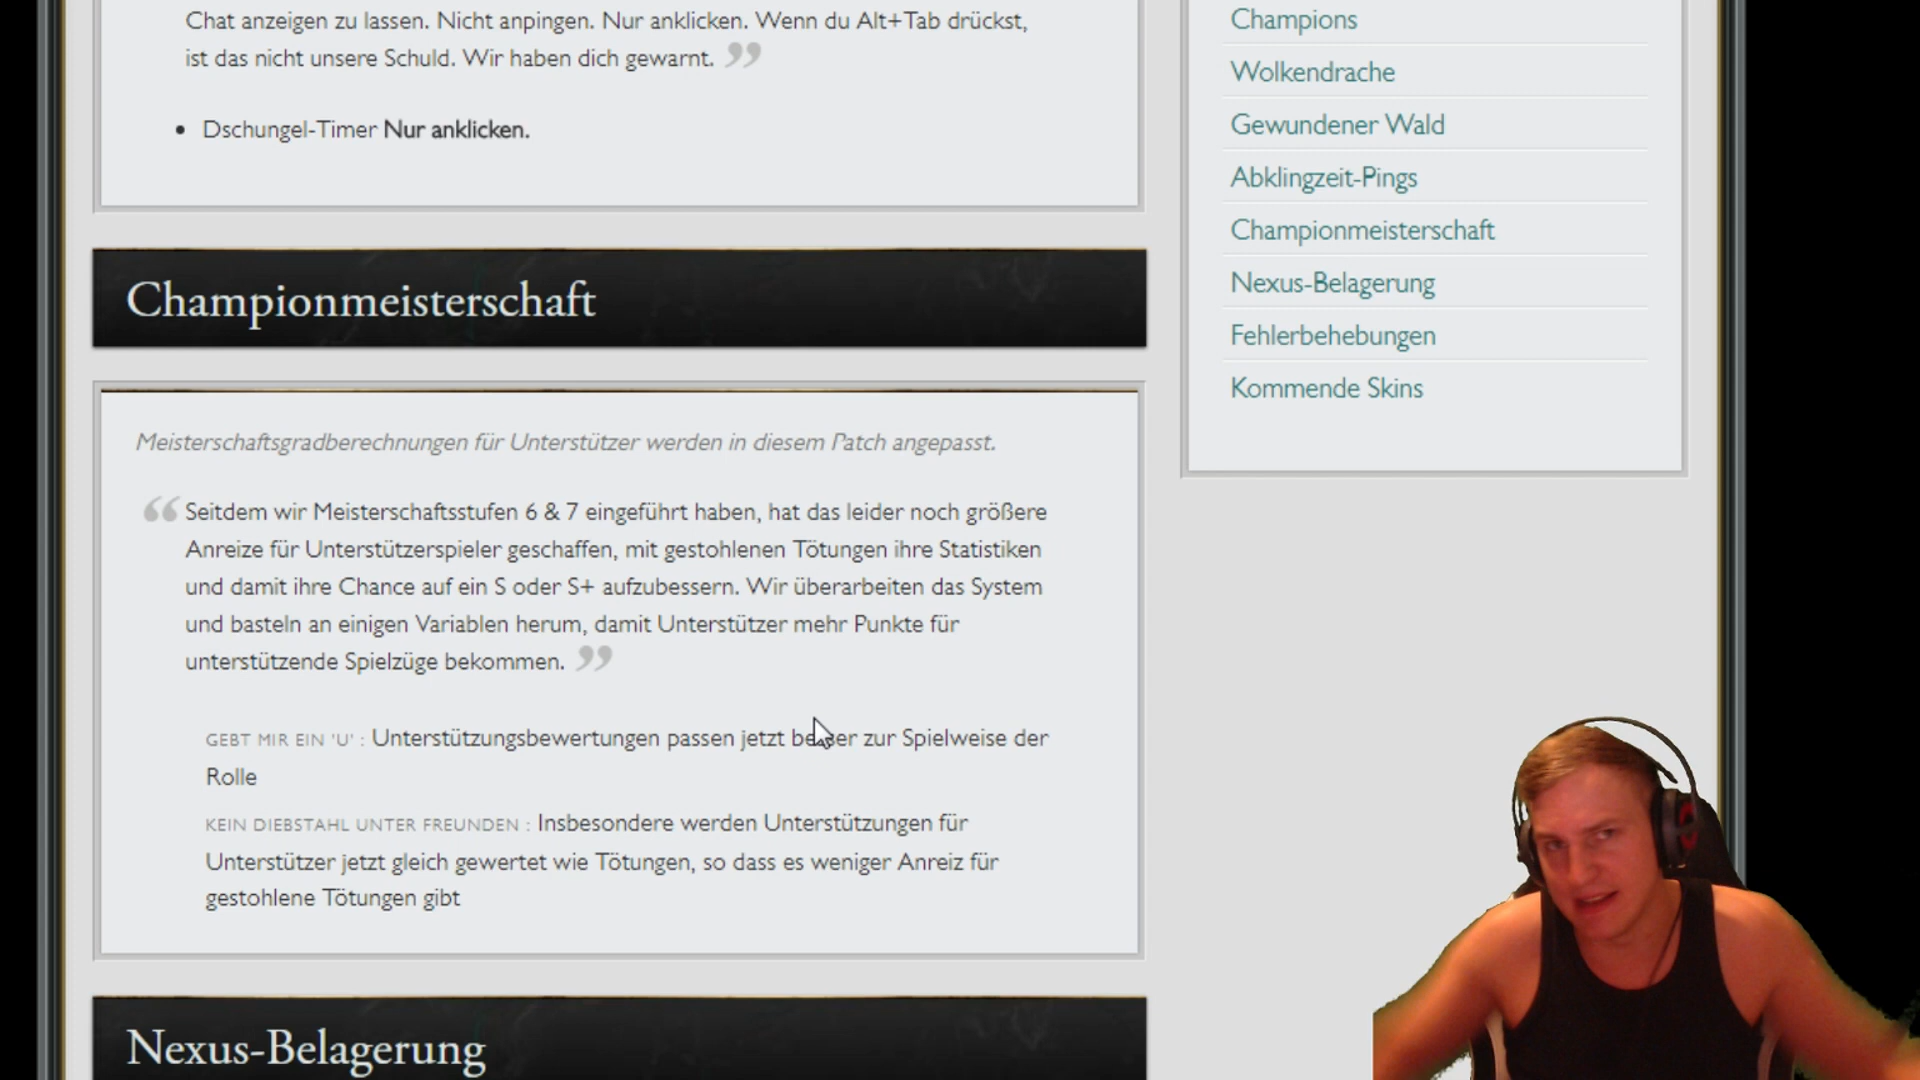 Chat anzeigen zu lassen. Nicht anpingen. Nur anklicken. Wenn du Alt+Tab drückst,
ist das nicht unsere Schuld. Wir haben dich gewarnt. ”
• Dschungel-Timer Nur anklicken.
Championmeisterschaft
Meisterschaftsgradberechnungen für Unterstützer werden in diesem Patch angepasst.
“ Seitdem wir Meisterschaftsstufen 6 & 7 eingeführt haben, hat das leider noch größere
Anreize für Unterstützerspieler geschaffen, mit gestohlenen Tötungen ihre Statistiken
und damit ihre Chance auf ein S oder S+ aufzubessern. Wir überarbeiten das System
und basteln an einigen Variablen herum, damit Unterstützer mehr Punkte für
unterstützende Spielzüge bekommen. ”
GEBT MIR EIN 'U' : Unterstützungsbewertungen passen jetzt besser zur Spielweise der
Rolle
KEIN DIEBSTAHL UNTER FREUNDEN : Insbesondere werden Unterstützungen für
Unterstützer jetzt gleich gewertet wie Tötungen, so dass es weniger Anreiz für
gestohlene Tötungen gibt
Nexus-Belagerung
Champions
Wolkendrache
Gewundener Wald
Abklingzeit-Pings
Championmeisterschaft
Nexus-Belagerung
Fehlerbehebungen
Kommende Skins